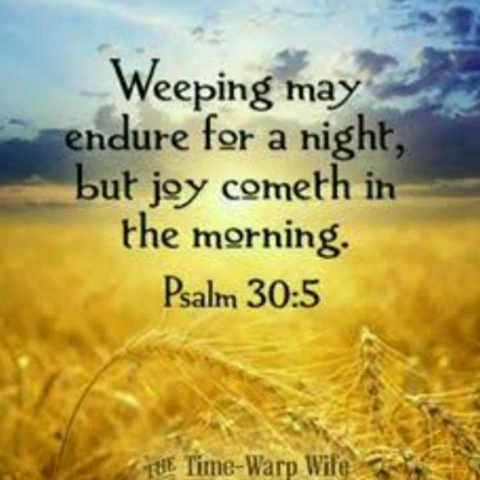 Weeping may
endure for a night,
but joy cometh in
the morning.
Psalm 30:5
THE Time-Warp Wife